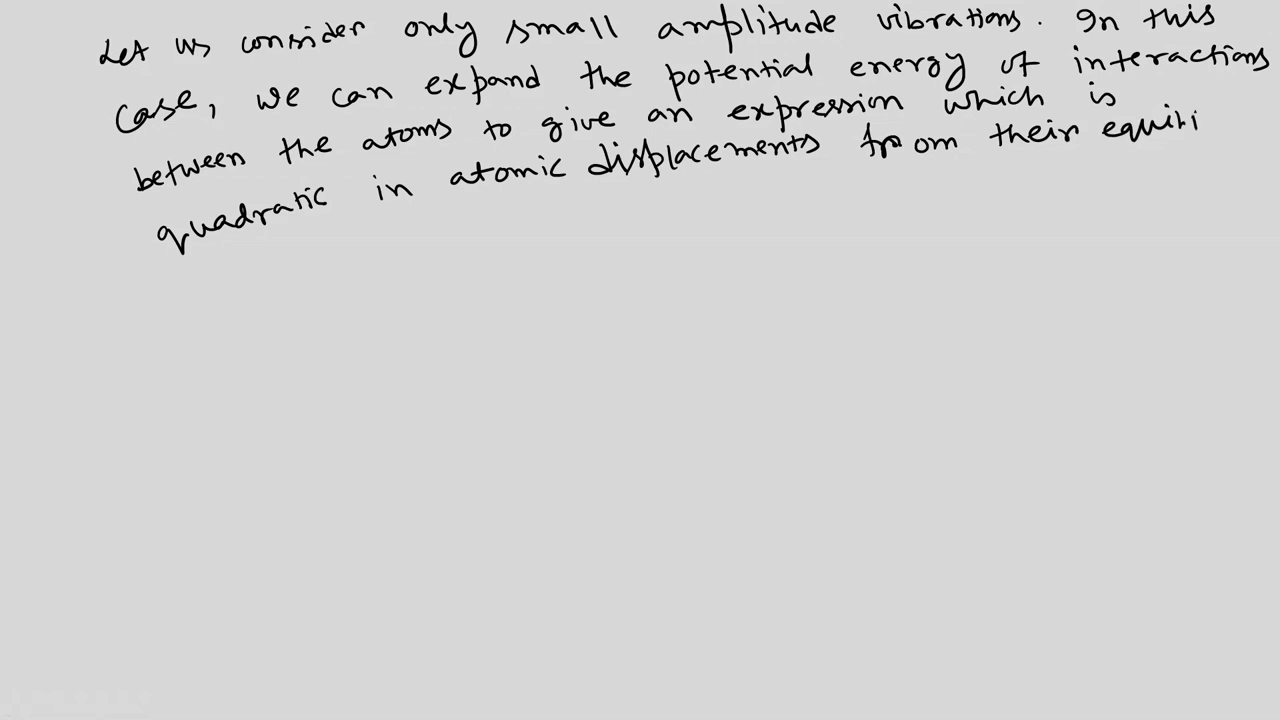 Let us consider only small amplitude vibrations. In this
case, we can expand the potential energy of interactions
between the atoms to give an expression which is
quadratic in atomic displacements from their equili